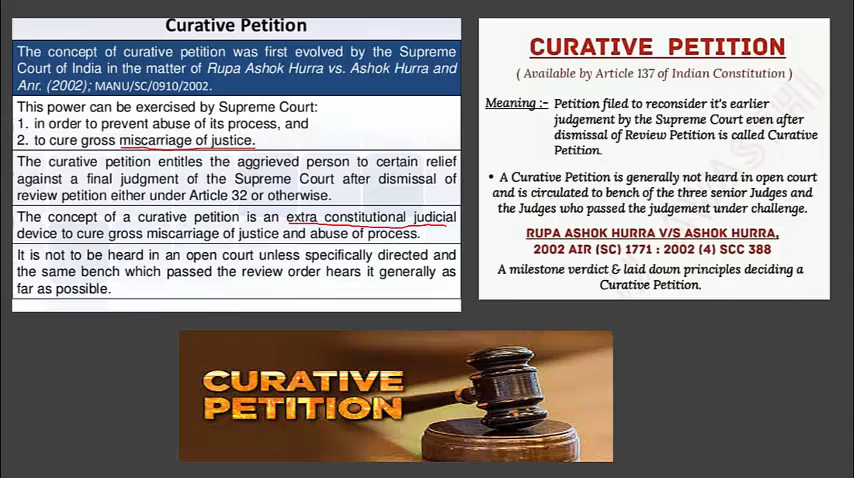 Curative Petition
The concept of curative petition was first evolved by the Supreme
Court of India in the matter of Rupa Ashok Hurra vs. Ashok Hurra and
Anr. (2002); MANU/SC/0910/2002.
This power can be exercised by Supreme Court:
1. in order to prevent abuse of its process, and
2. to cure gross miscarriage of justice.
The curative petition entitles the aggrieved person to certain relief
against a final judgment of the Supreme Court after dismissal of
review petition either under Article 32 or otherwise.
The concept of a curative petition is an extra constitutional judicial
device to cure gross miscarriage of justice and abuse of process.
It is not to be heard in an open court unless specifically directed and
the same bench which passed the review order hears it generally as
far as possible.
CURATIVE PETITION
( Available by Article 137 of Indian Constitution )
Meaning :- Petition filed to reconsider it's earlier
judgement by the Supreme Court even after
dismissal of Review Petition is called Curative
Petition.
• A Curative Petition is generally not heard in open court
and is circulated to bench of the three senior Judges and
the Judges who passed the judgement under challenge.
RUPA ASHOK HURRA V/S ASHOK HURRA,
2002 AIR (SC) 1771 : 2002 (4) SCC 388
A milestone verdict & laid down principles deciding a
Curative Petition.
CURATIVE
PETITION